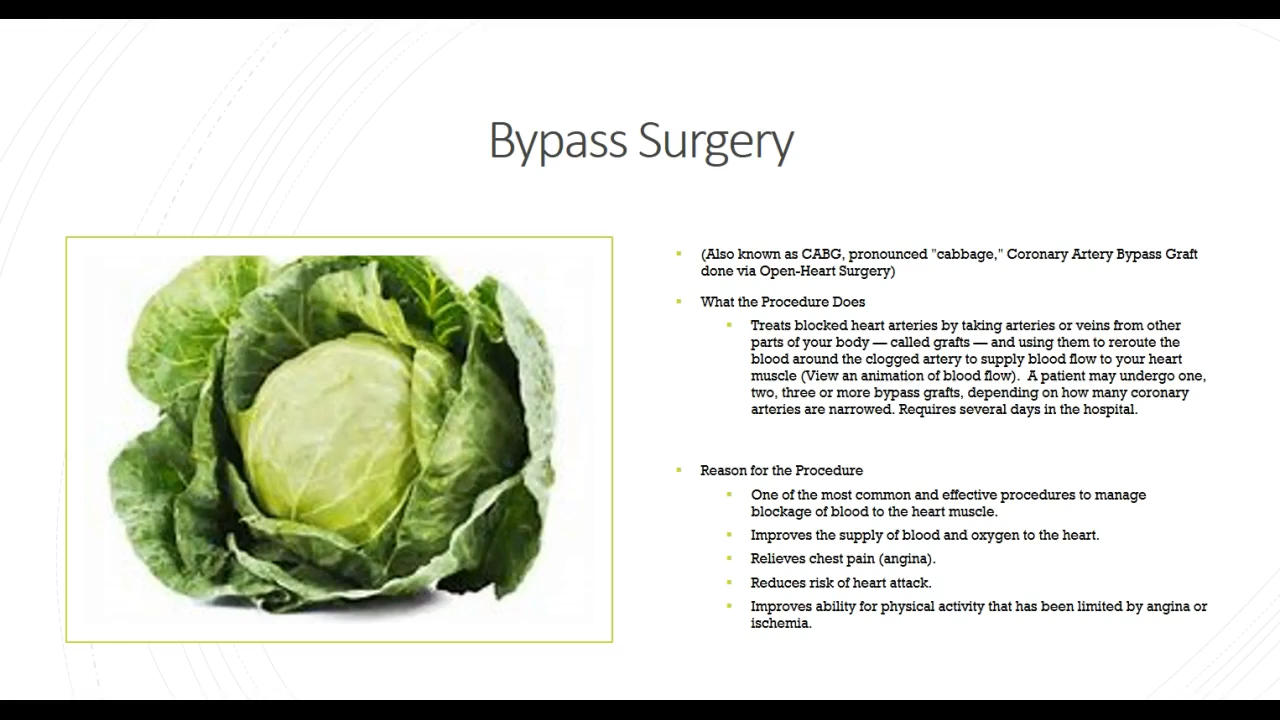 Bypass Surgery
(Also known as CABG, pronounced "cabbage," Coronary Artery Bypass Graft
done via Open-Heart Surgery)
What the Procedure Does
Treats blocked heart arteries by taking arteries or veins from other
parts of your body — called grafts — and using them to reroute the
blood around the clogged artery to supply blood flow to your heart
muscle (View an animation of blood flow).  A patient may undergo one,
two, three or more bypass grafts, depending on how many coronary
arteries are narrowed. Requires several days in the hospital.
Reason for the Procedure
One of the most common and effective procedures to manage
blockage of blood to the heart muscle.
Improves the supply of blood and oxygen to the heart.
Relieves chest pain (angina).
Reduces risk of heart attack.
Improves ability for physical activity that has been limited by angina or
ischemia.